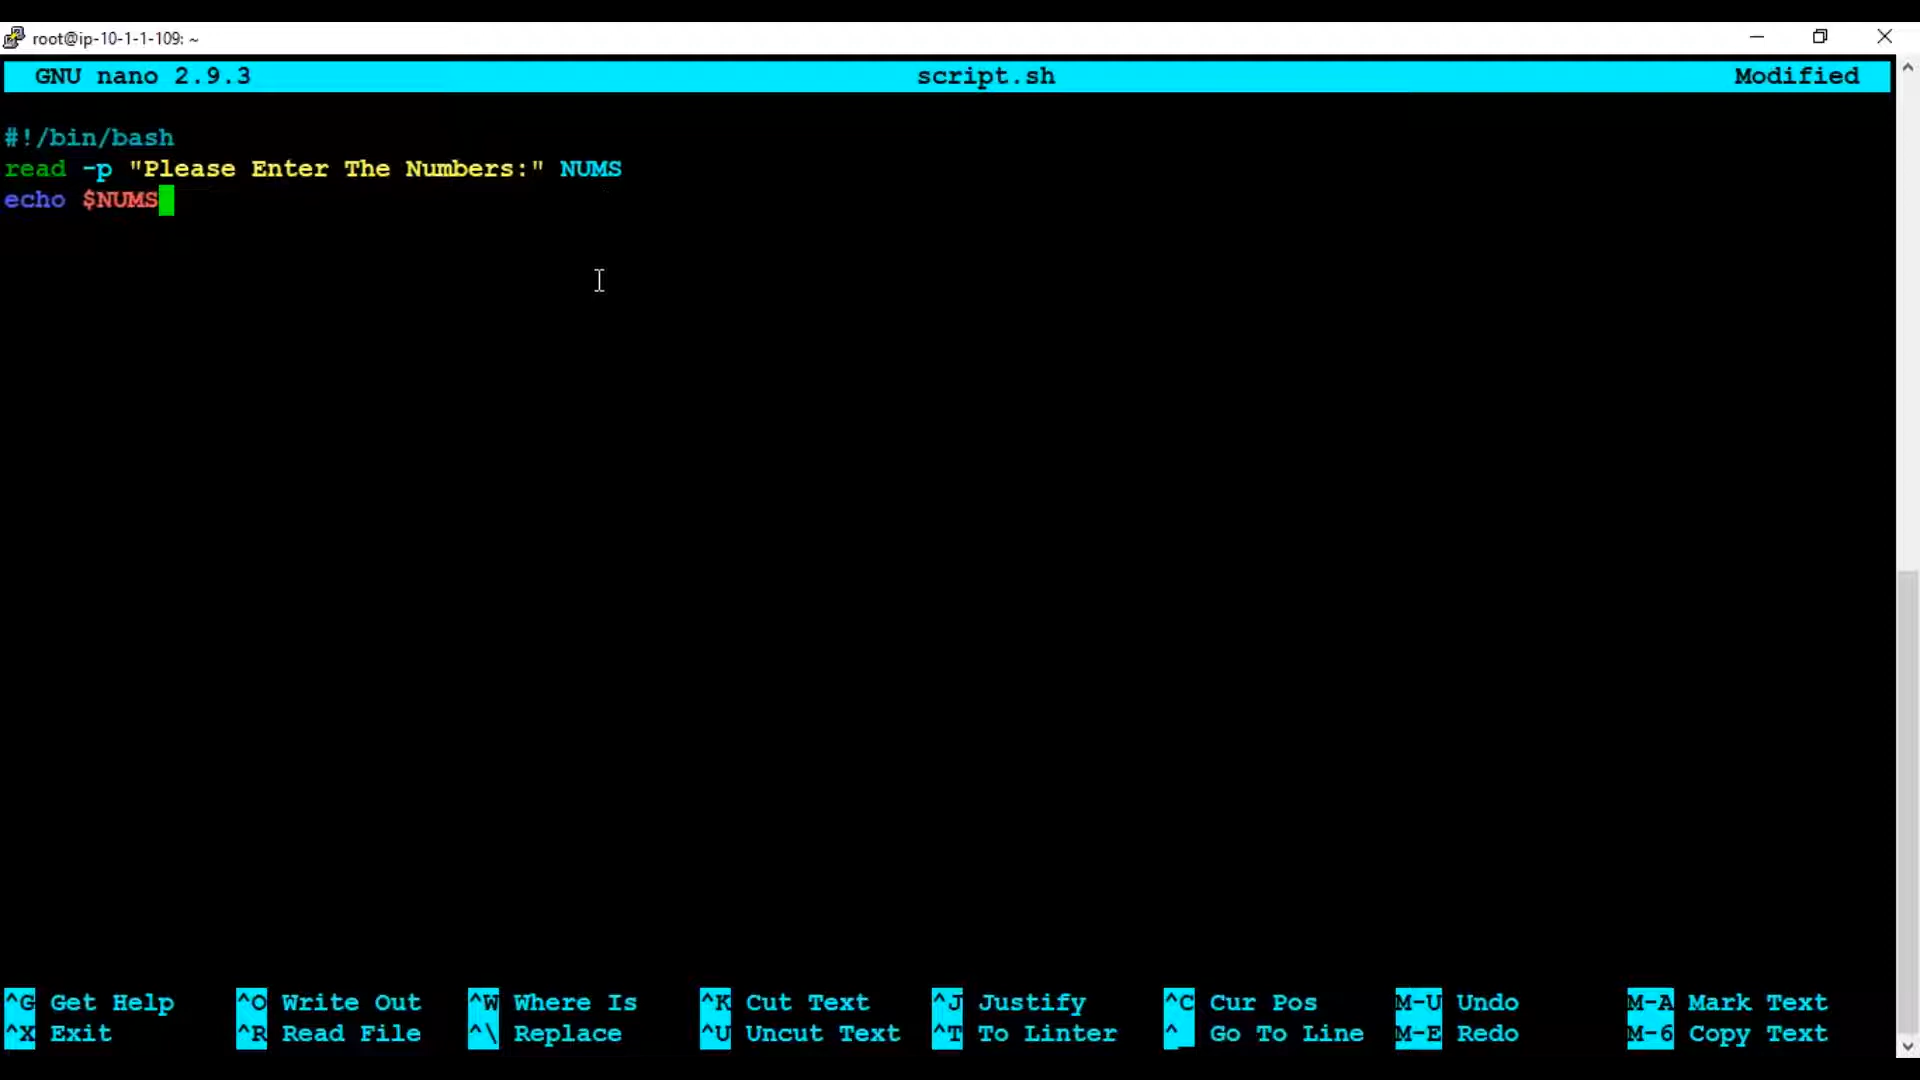 root@ip-10-1-1-109: ~
GNU nano 2.9.3 script.sh Modified
#!/bin/bash
read -p "Please Enter The Numbers:" NUMS
echo $NUMS
^G Get Help ^O Write Out ^W Where Is ^K Cut Text ^J Justify ^C Cur Pos M-U Undo M-A Mark Text
^X Exit ^R Read File ^\ Replace ^U Uncut Text ^T To Linter ^_ Go To Line M-E Redo M-6 Copy Text